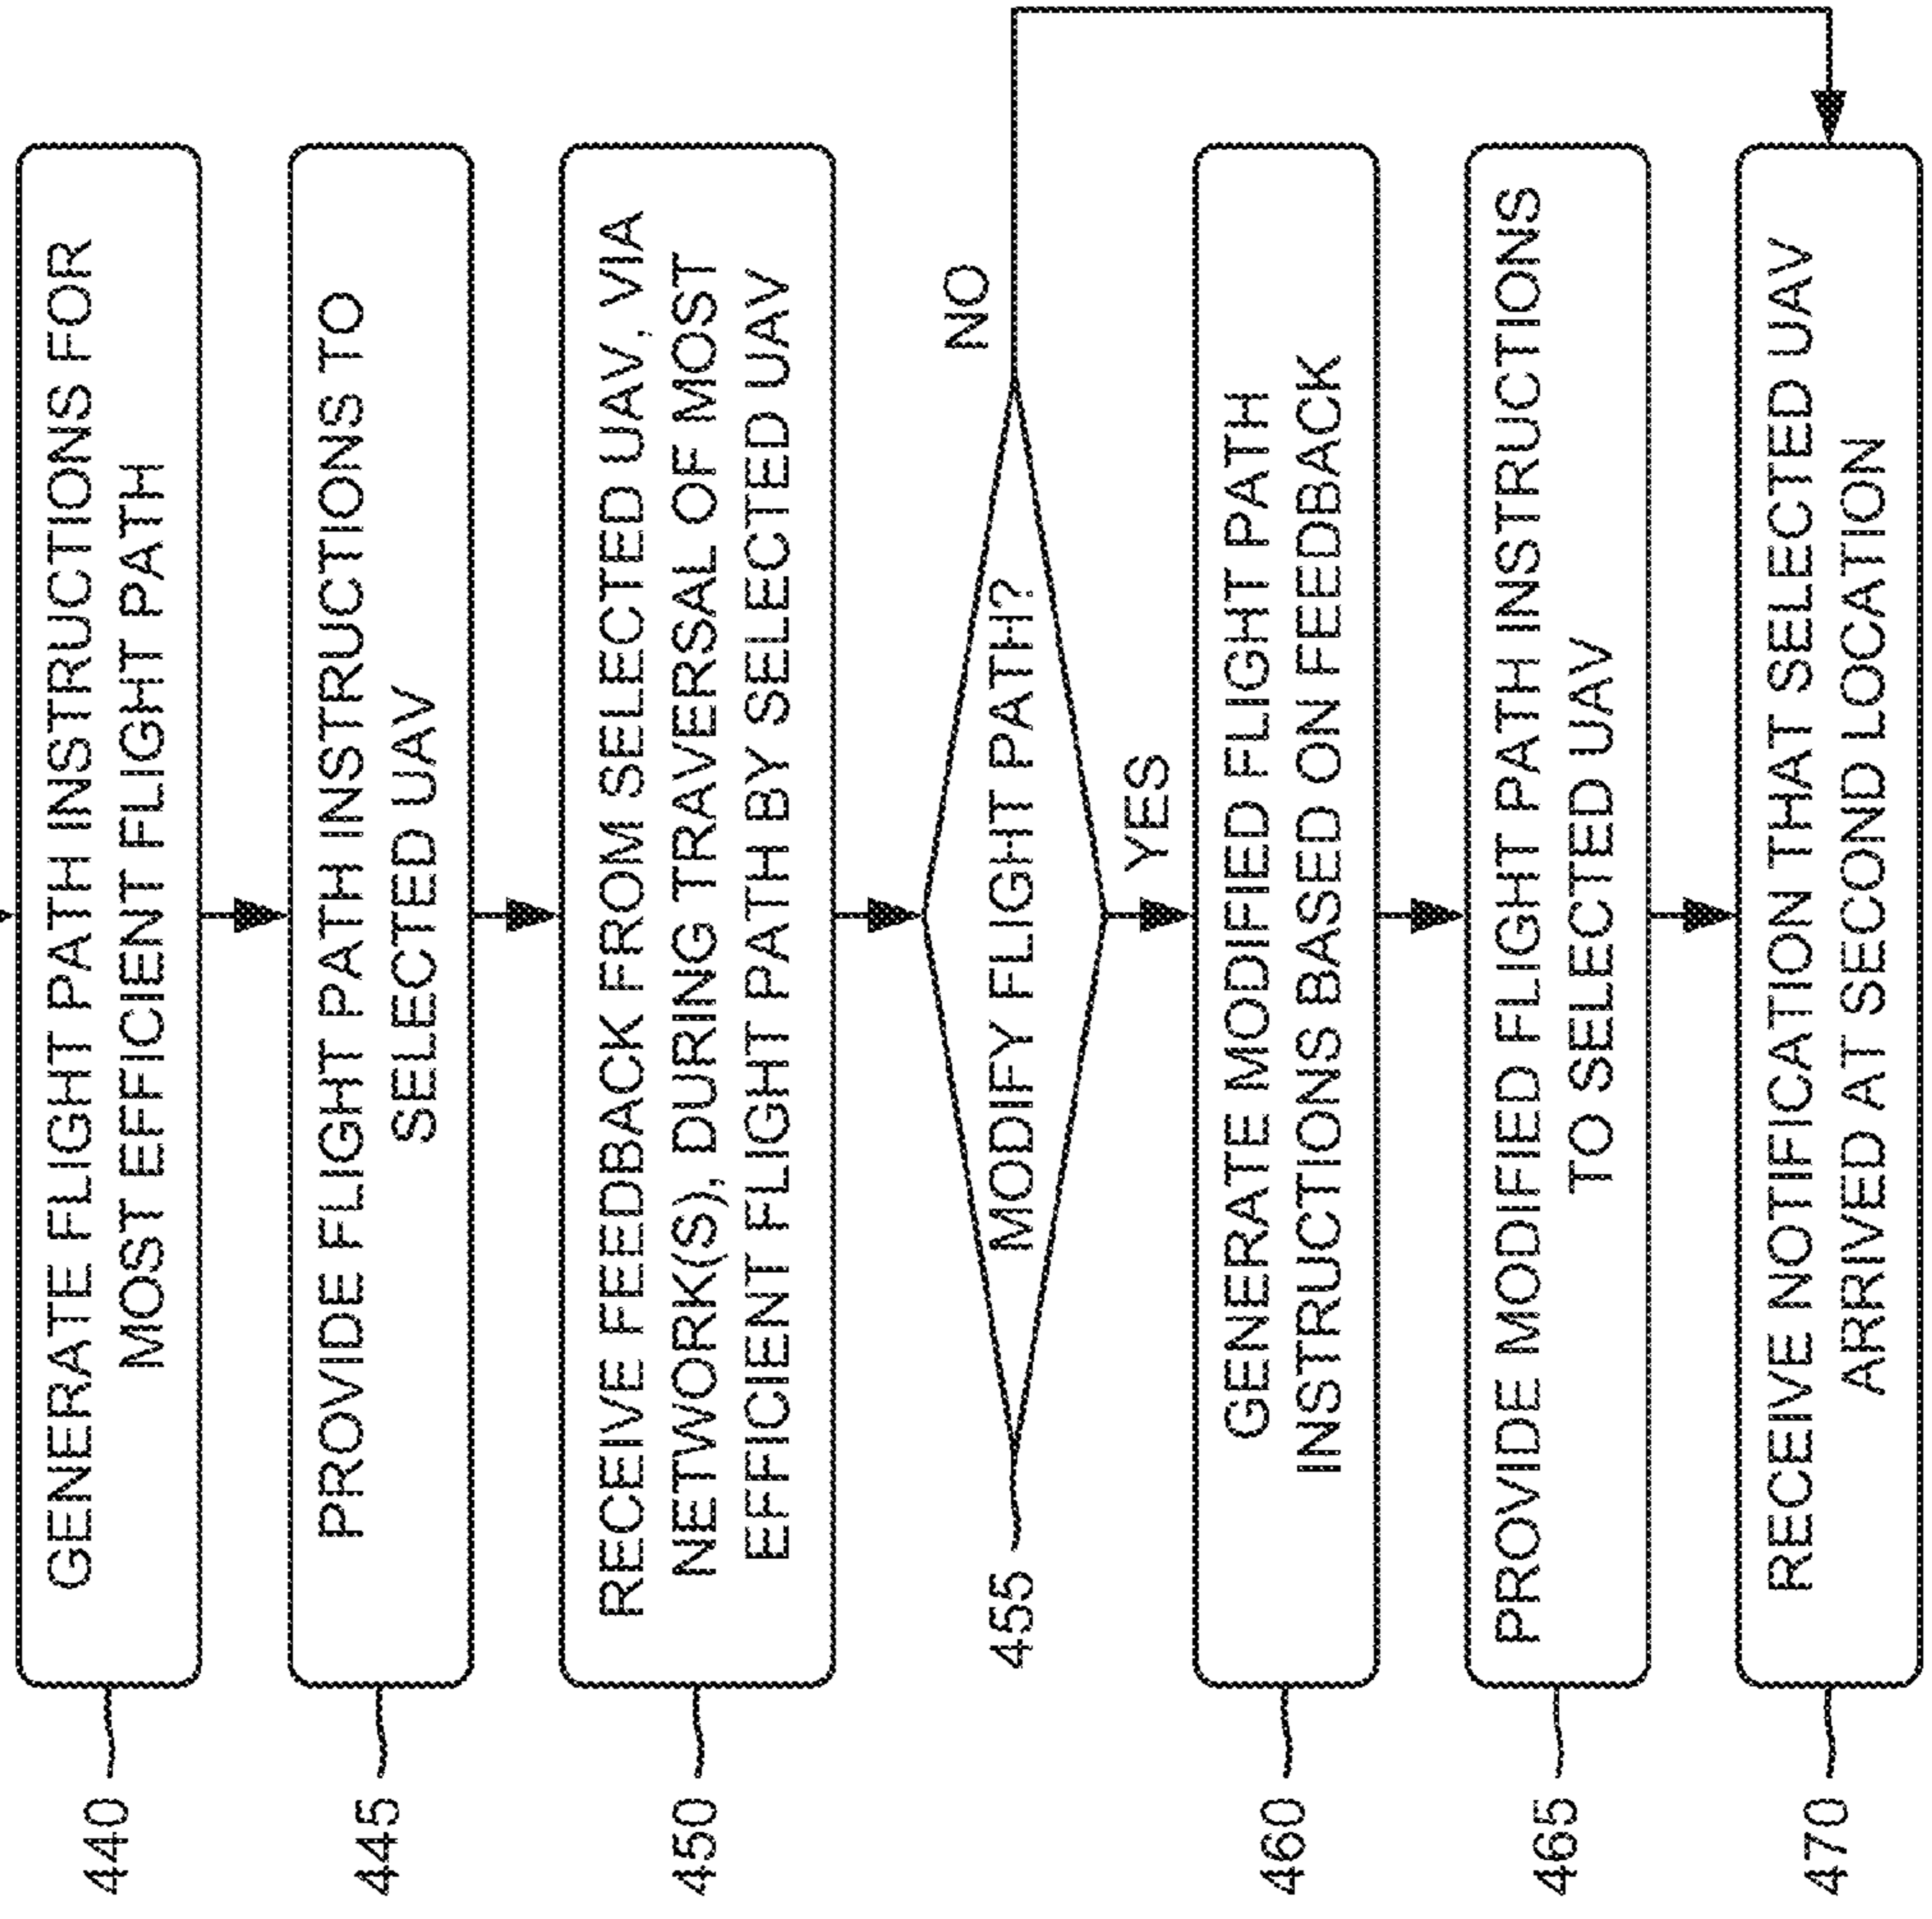 440
GENERATE FLIGHT PATH INSTRUCTIONS FOR
MOST EFFICIENT FLIGHT PATH
445
PROVIDE FLIGHT PATH INSTRUCTIONS TO
SELECTED UAV
450
RECEIVE FEEDBACK FROM SELECTED UAV, VIA
NETWORK(S), DURING TRAVERSAL OF MOST
EFFICIENT FLIGHT PATH BY SELECTED UAV
455
MODIFY FLIGHT PATH?
NO
YES
460
GENERATE MODIFIED FLIGHT PATH
INSTRUCTIONS BASED ON FEEDBACK
465
PROVIDE MODIFIED FLIGHT PATH INSTRUCTIONS
TO SELECTED UAV
470
RECEIVE NOTIFICATION THAT SELECTED UAV
ARRIVED AT SECOND LOCATION